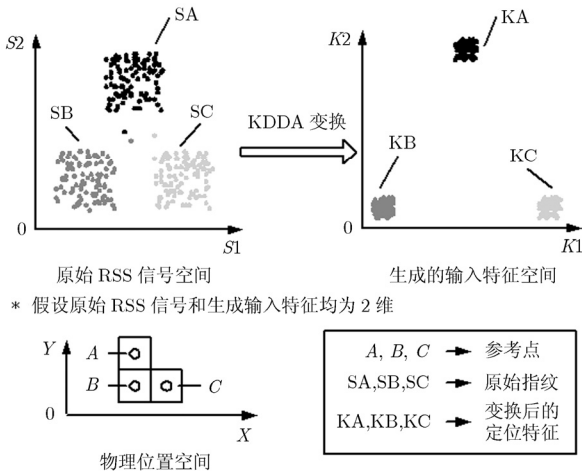 S2
SA
SB
SC
0
S1
原始 RSS 信号空间
KDDA 变换
K2
KA
KB
KC
0
K1
生成的输入特征空间
* 假设原始 RSS 信号和生成输入特征均为 2 维
Y
A
B
C
0
X
物理位置空间
A, B, C 参考点
SA,SB,SC 原始指纹
KA,KB,KC 变换后的
定位特征